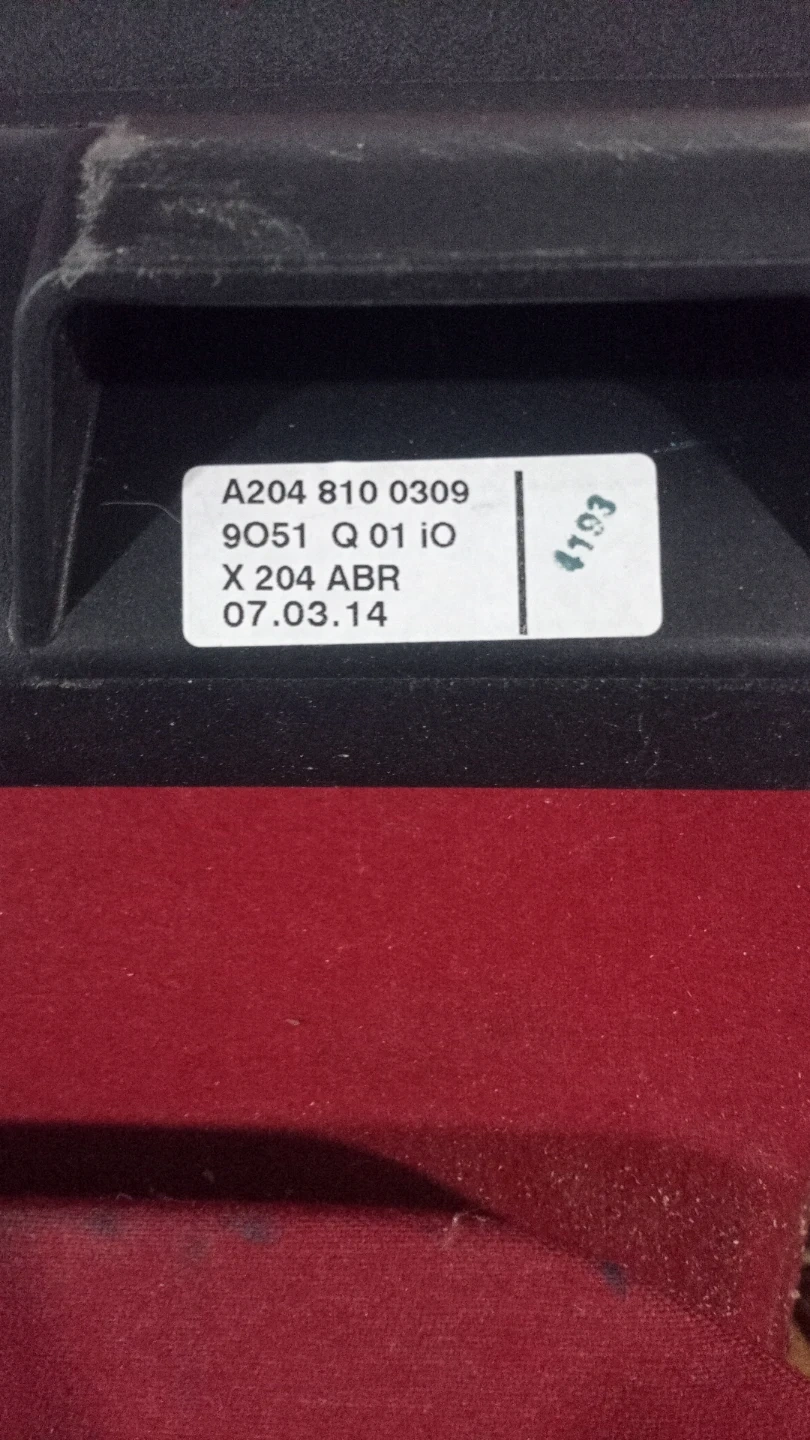 A204 810 0309
9O51 Q 01 iO
X 204 ABR
07.03.14
4193